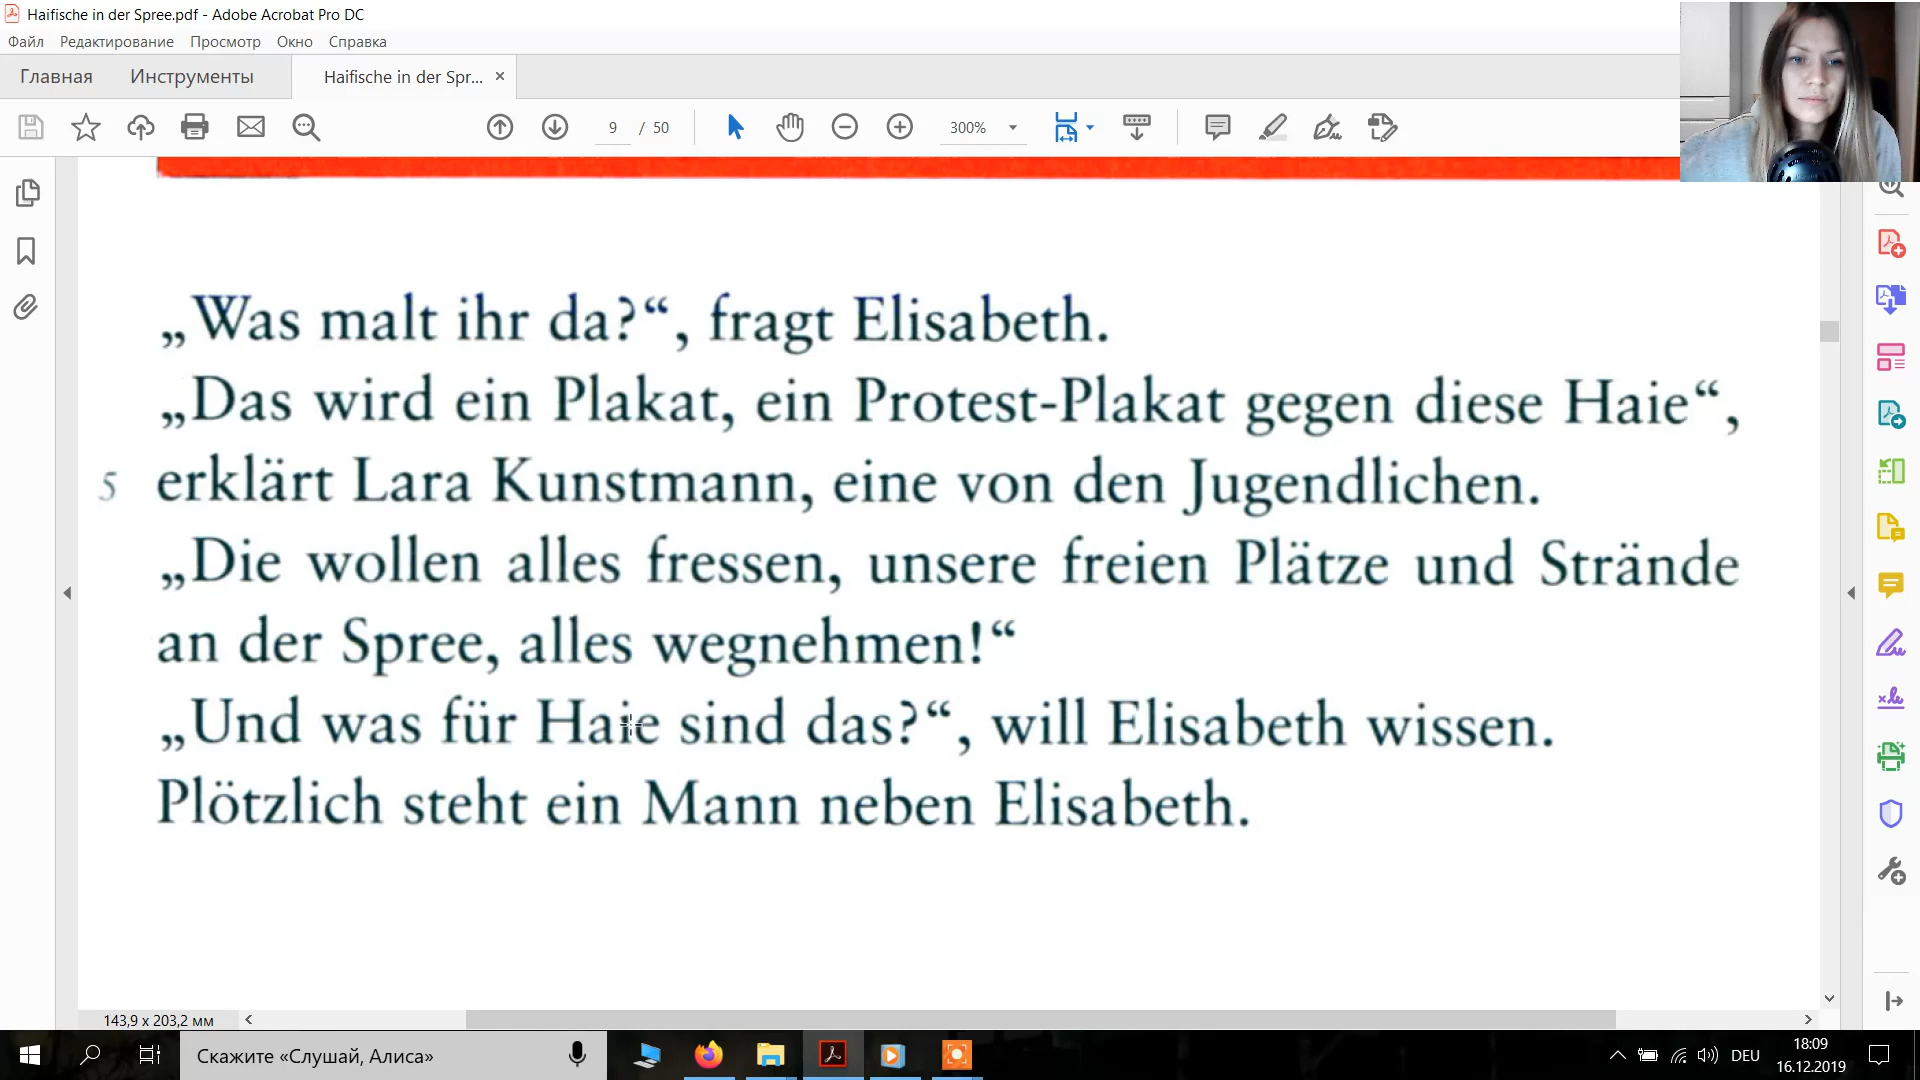 Haifische in der Spree.pdf - Adobe Acrobat Pro DC
Файл Редактирование Просмотр Окно Справка
Главная Инструменты Haifische in der Spr... ×
9 / 50 300%
„Was malt ihr da?“, fragt Elisabeth.
„Das wird ein Plakat, ein Protest-Plakat gegen diese Haie“,
5 erklärt Lara Kunstmann, eine von den Jugendlichen.
„Die wollen alles fressen, unsere freien Plätze und Strände
an der Spree, alles wegnehmen!“
„Und was für Haie sind das?“, will Elisabeth wissen.
Plötzlich steht ein Mann neben Elisabeth.
143,9 x 203,2 мм
Скажите «Слушай, Алиса»
DEU
18:09
16.12.2019